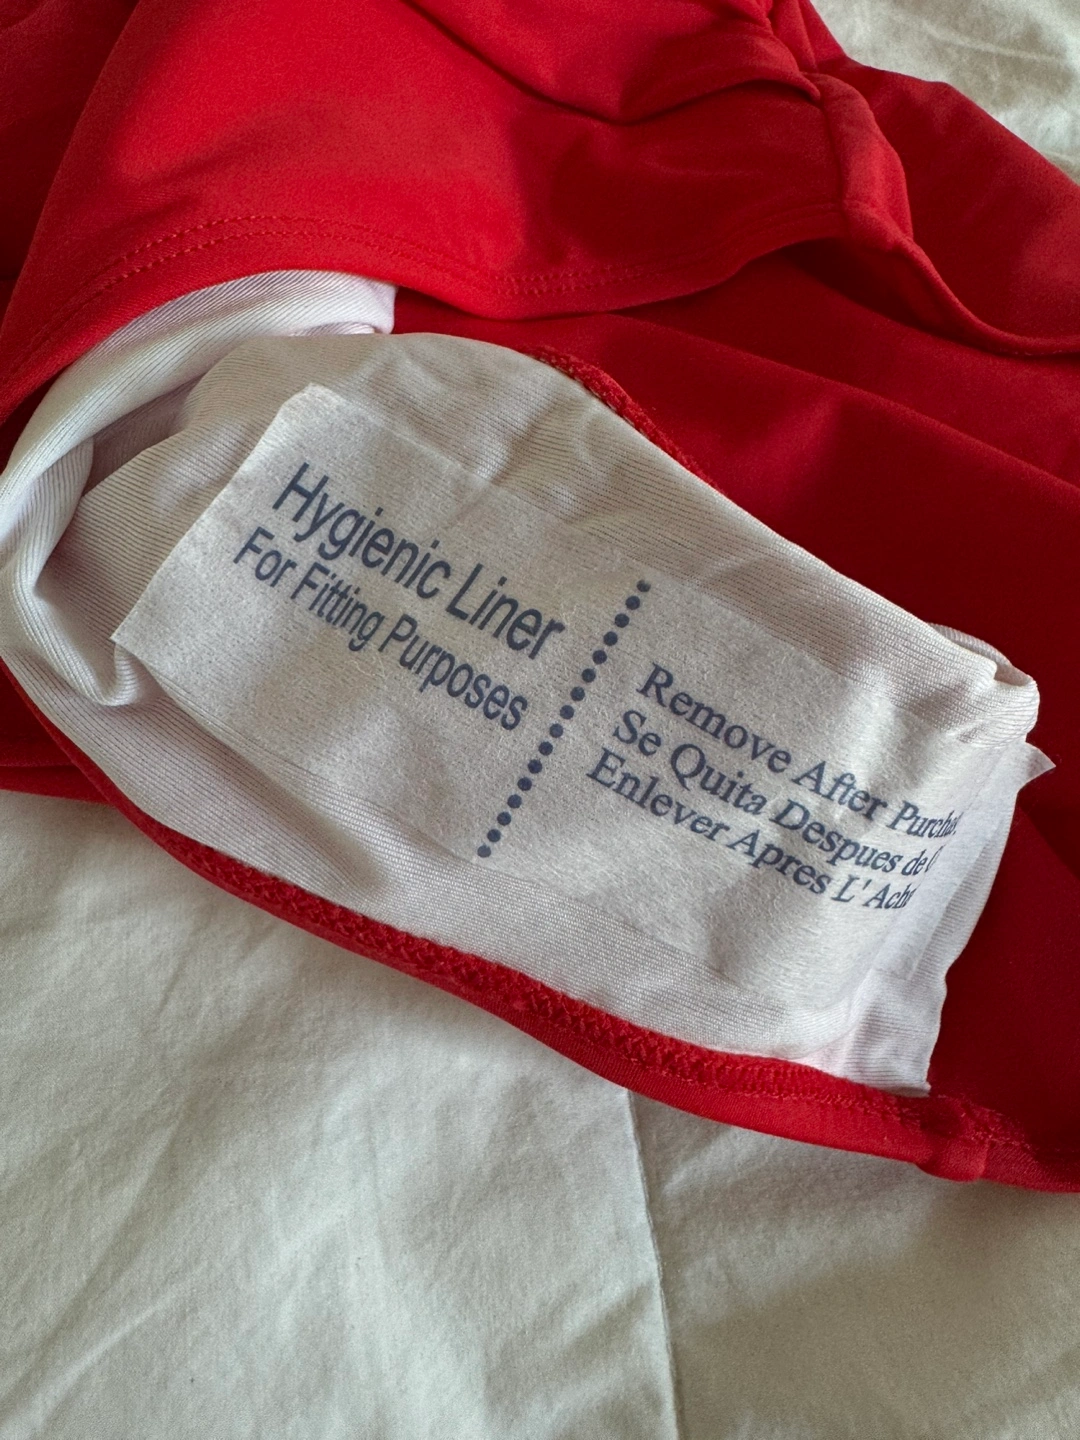 Hygienic Liner
For Fitting Purposes
Remove After
Se Quita Despues de
Enlever Apres L'